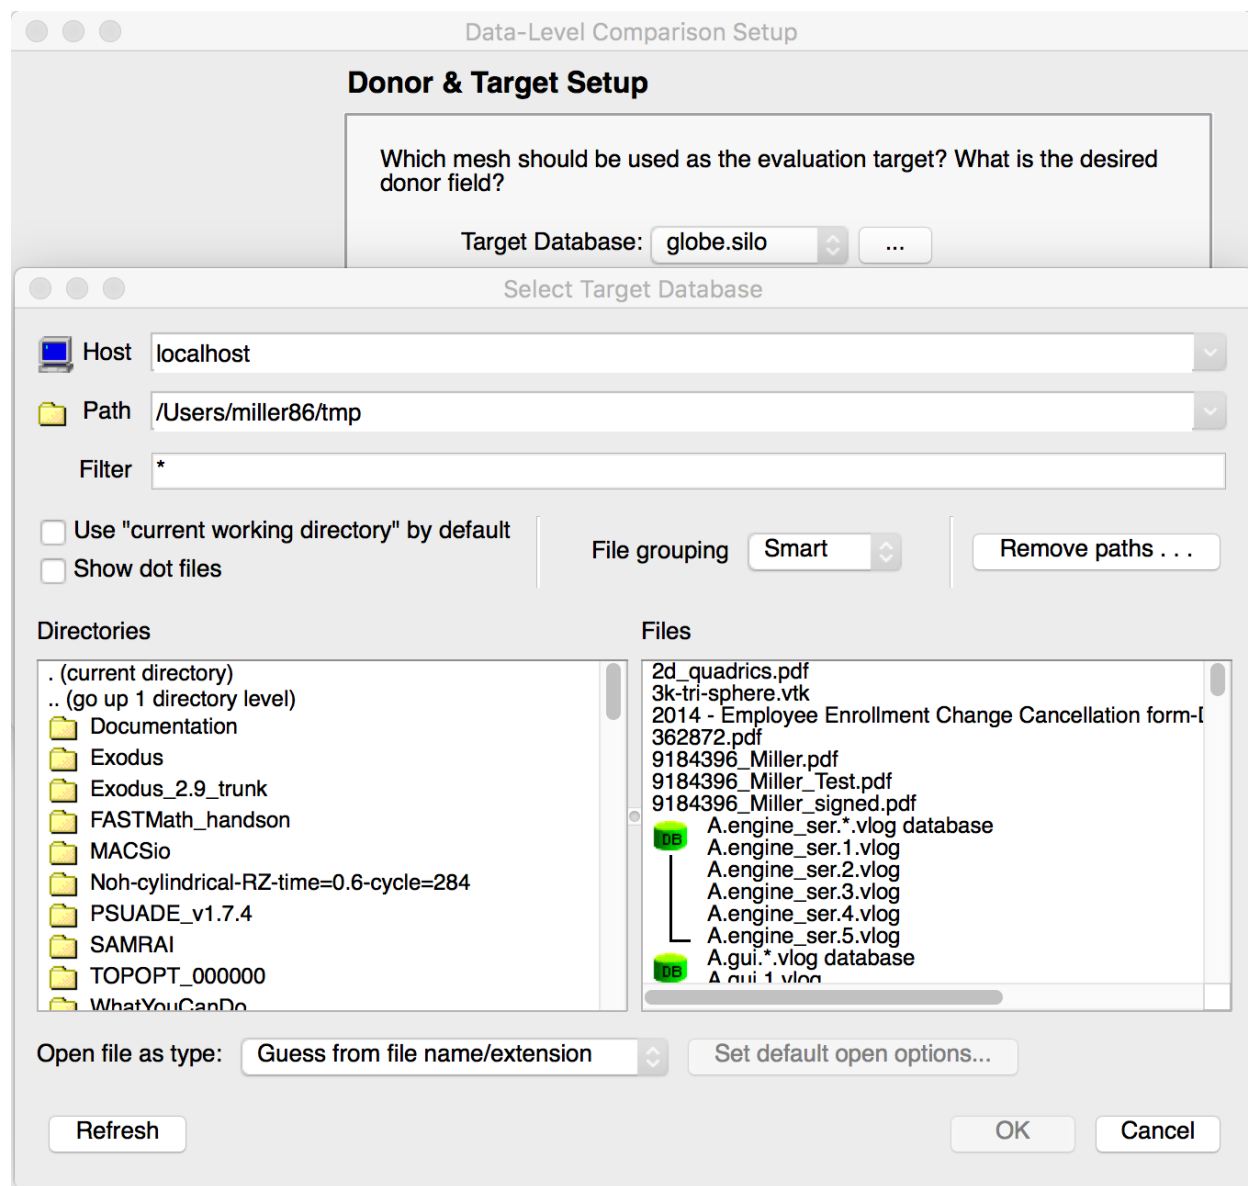 Data-Level Comparison Setup
Donor & Target Setup
Which mesh should be used as the evaluation target? What is the desired
donor field?
Target Database: globe.silo ...
Select Target Database
Host localhost
Path /Users/miller86/tmp
Filter *
Use "current working directory" by default
Show dot files
File grouping Smart
Remove paths . . .
Directories
. (current directory)
.. (go up 1 directory level)
Documentation
Exodus
Exodus_2.9_trunk
FASTMath_handson
MACSio
Noh-cylindrical-RZ-time=0.6-cycle=284
PSUADE_v1.7.4
SAMRAI
TOPOPT_000000
WhatYouCanDo
Files
2d_quadrics.pdf
3k-tri-sphere.vtk
2014 - Employee Enrollment Change Cancellation form-
362872.pdf
9184396_Miller.pdf
9184396_Miller_Test.pdf
9184396_Miller_signed.pdf
DB A.engine_ser.*.vlog database
A.engine_ser.1.vlog
A.engine_ser.2.vlog
A.engine_ser.3.vlog
A.engine_ser.4.vlog
A.engine_ser.5.vlog
DB A.gui.*.vlog database
A.gui.1.vlog
Open file as type: Guess from file name/extension
Set default open options...
Refresh
OK
Cancel